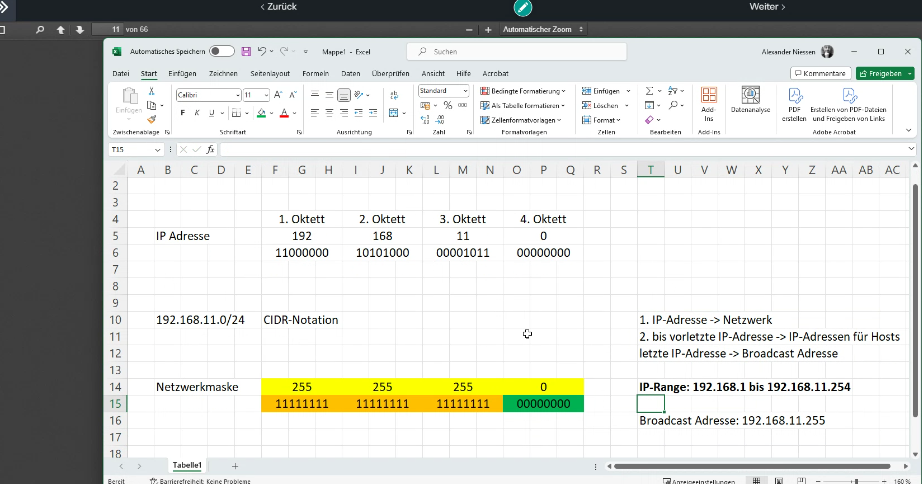 ‹ Zurück
Weiter ›
11 von 66
Automatischer Zoom
Automatisches Speichern
Mappe1 - Excel
Suchen
Alexander Niessen
Datei Start Einfügen Zeichnen Seitenlayout Formeln Daten Überprüfen Ansicht Hilfe Acrobat
Kommentare
Freigeben
Einfügen
Zwischenablage
Calibri 11
F K U
Schriftart
Ausrichtung
Standard
Zahl
Bedingte Formatierung
Als Tabelle formatieren
Zellenformatvorlagen
Formatvorlagen
Einfügen
Löschen
Format
Zellen
Bearbeiten
Add-Ins
Add-Ins
Datenanalyse
PDF erstellen
Erstellen von PDF-Dateien und Freigeben von Links
Adobe Acrobat
T15
fx
A B C D E F G H I J K L M N O P Q R S T U V W X Y Z AA AB AC
2
3
4 1. Oktett 2. Oktett 3. Oktett 4. Oktett
5 IP Adresse 192 168 11 0
6 11000000 10101000 00001011 00000000
7
8
9
10 192.168.11.0/24 CIDR-Notation 1. IP-Adresse -> Netzwerk
11 2. bis vorletzte IP-Adresse -> IP-Adressen für Hosts
12 letzte IP-Adresse -> Broadcast Adresse
13
14 Netzwerkmaske 255 255 255 0 IP-Range: 192.168.1 bis 192.168.11.254
15 11111111 11111111 11111111 00000000
16 Broadcast Adresse: 192.168.11.255
17
18
Tabelle1
Bereit
Barrierefreiheit: Keine Probleme
Anzeigeeinstellungen
160 %